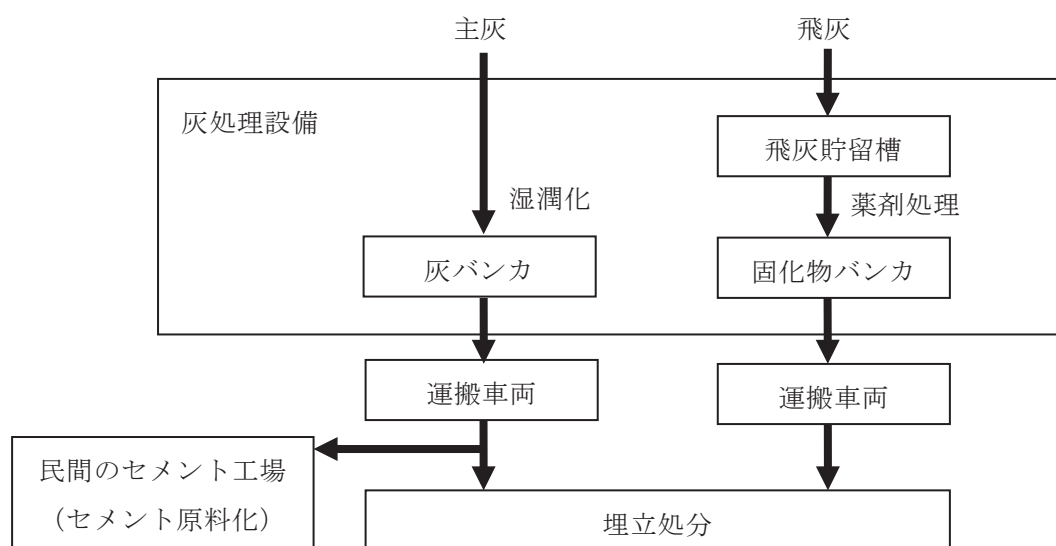 主灰
飛灰
灰処理設備
飛灰貯留槽
湿潤化
薬剤処理
灰バンカ
固化物バンカ
運搬車両
運搬車両
民間のセメント工場
（セメント原料化）
埋立処分